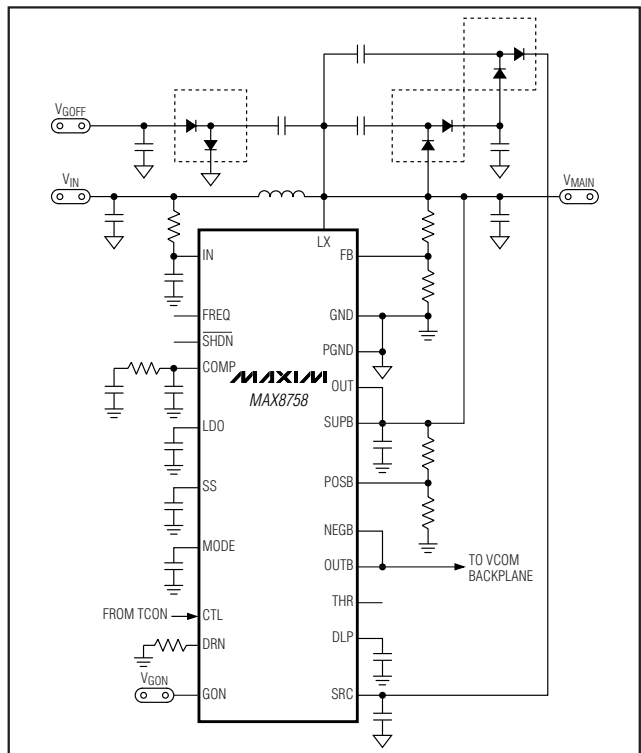 VGOFF
VIN
VMAIN
LX
IN
FB
FREQ
GND
SHDN
PGND
COMP
MAXIM
MAX8758
OUT
SUPB
LDO
POSB
SS
NEGB
MODE
OUTB
TO VCOM
BACKPLANE
THR
FROM TCON
CTL
DLP
DRN
VGON
GON
SRC